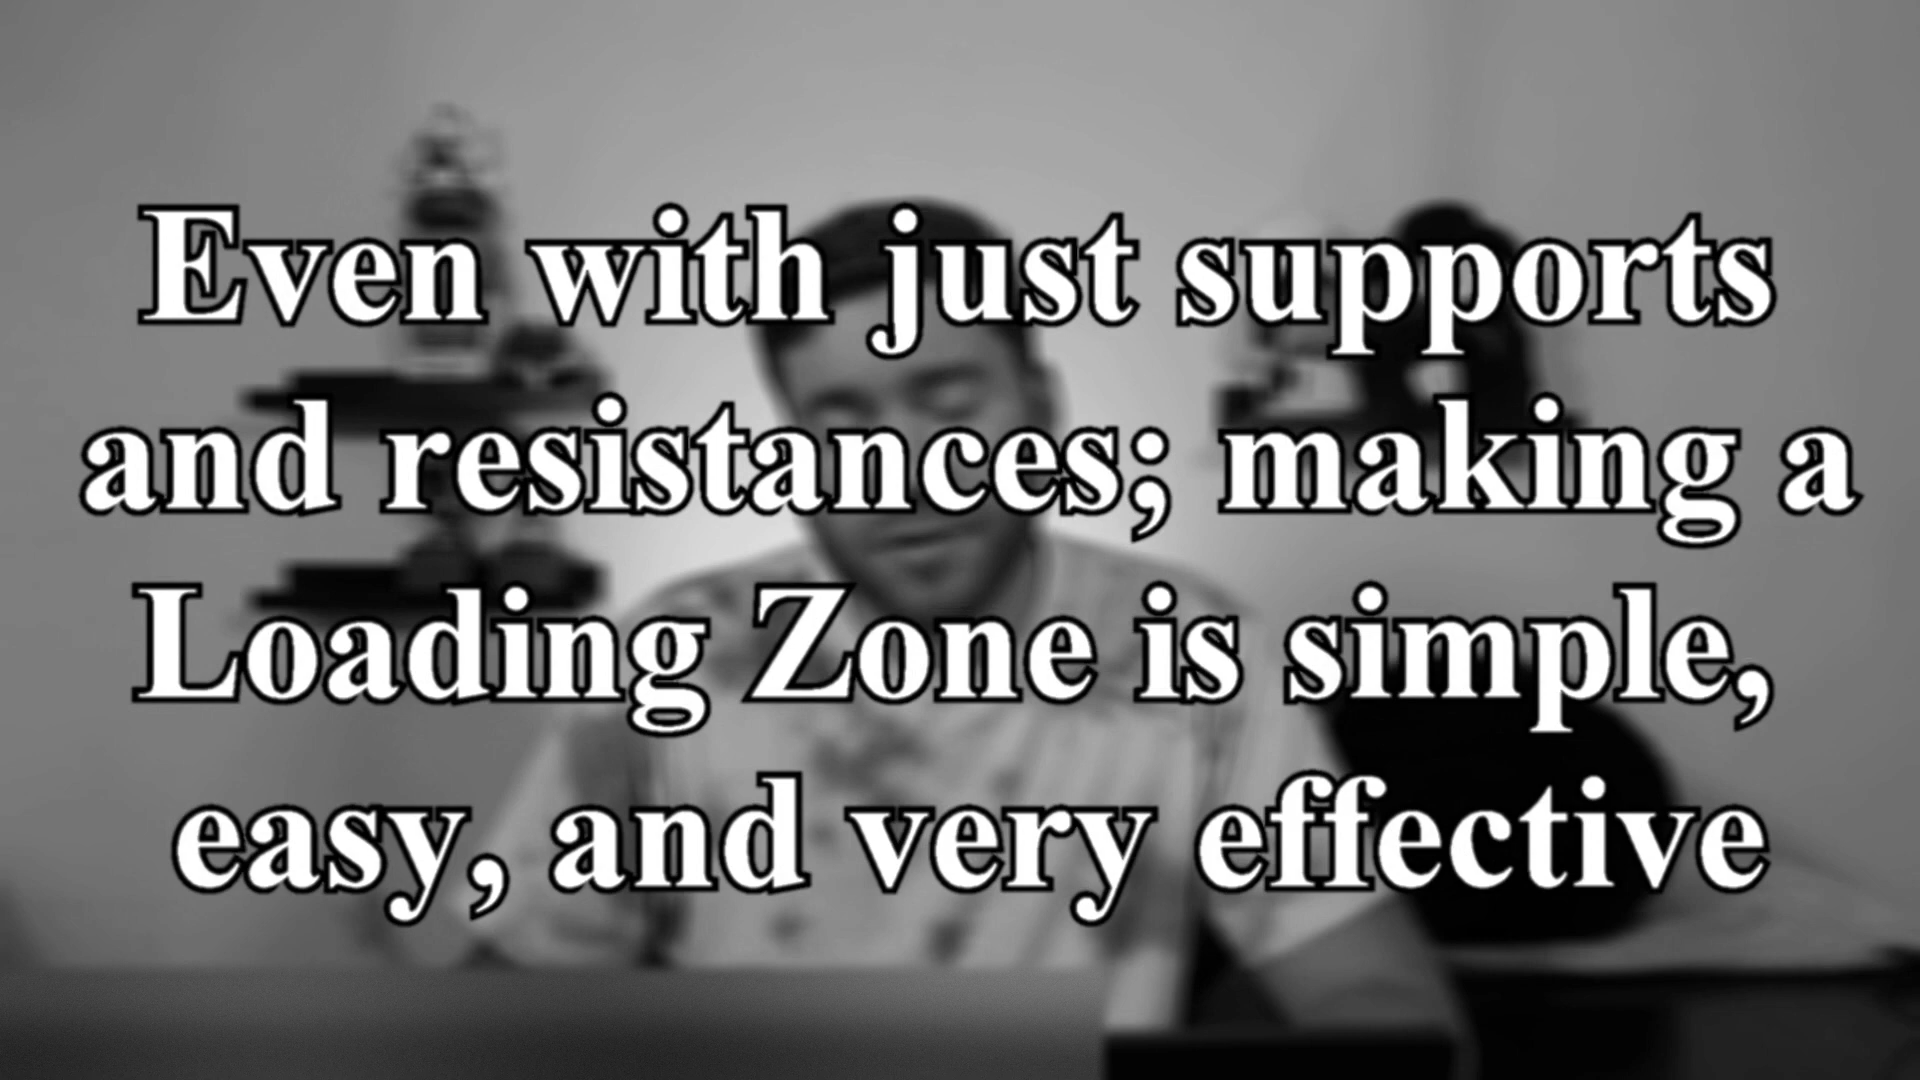 Even with just supports
and resistances; making a
Loading Zone is simple,
easy, and very effective